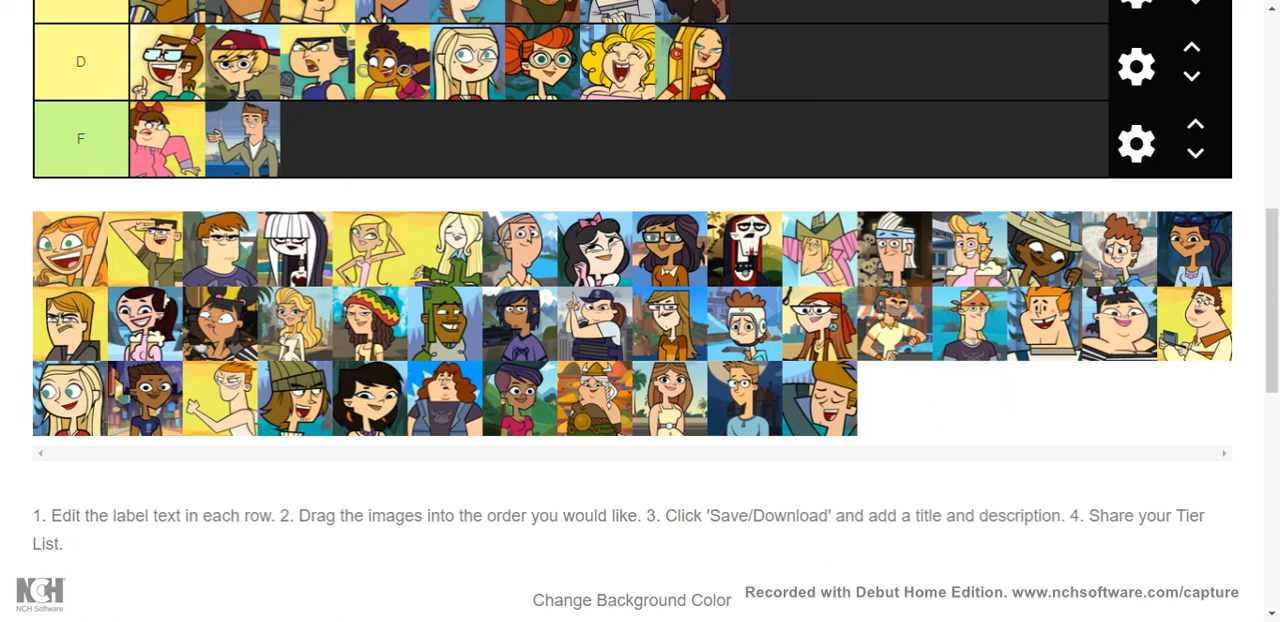 D
F
1. Edit the label text in each row. 2. Drag the images into the order you would like. 3. Click 'Save/Download' and add a title and description. 4. Share your Tier
List.
NCH
NCH Software
Change Background Color
Recorded with Debut Home Edition. www.nchsoftware.com/capture